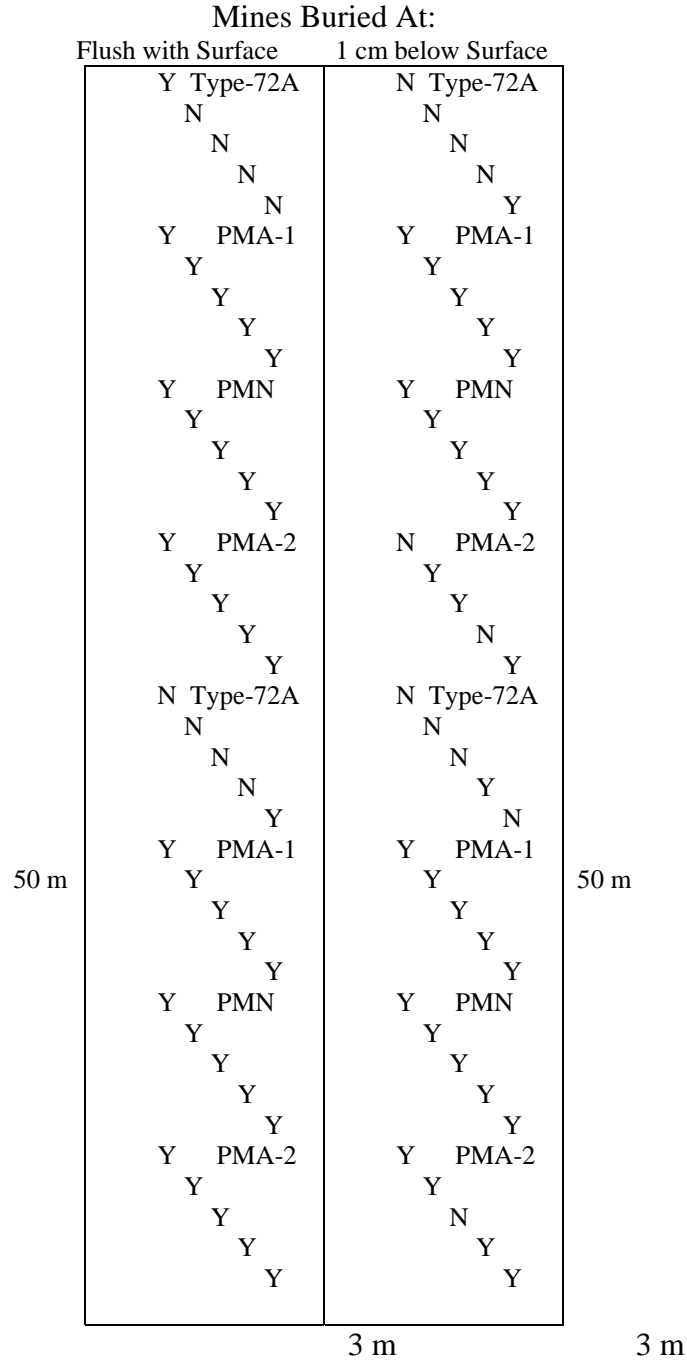 Mines Buried At:
Flush with Surface 1 cm below Surface
Y Type-72A N Type-72A
N N
N N
N N
N Y
Y PMA-1 Y PMA-1
Y Y
Y Y
Y Y
Y Y
Y PMN Y PMN
Y Y
Y Y
Y Y
Y Y
Y PMA-2 N PMA-2
Y Y
Y Y
Y N
Y Y
N Type-72A N Type-72A
N N
N N
N Y
Y N
Y PMA-1 Y PMA-1
50 m Y Y 50 m
Y Y
Y Y
Y Y
Y PMN Y PMN
Y Y
Y Y
Y Y
Y Y
Y PMA-2 Y PMA-2
Y Y
Y N
Y Y
Y Y
3 m 3 m